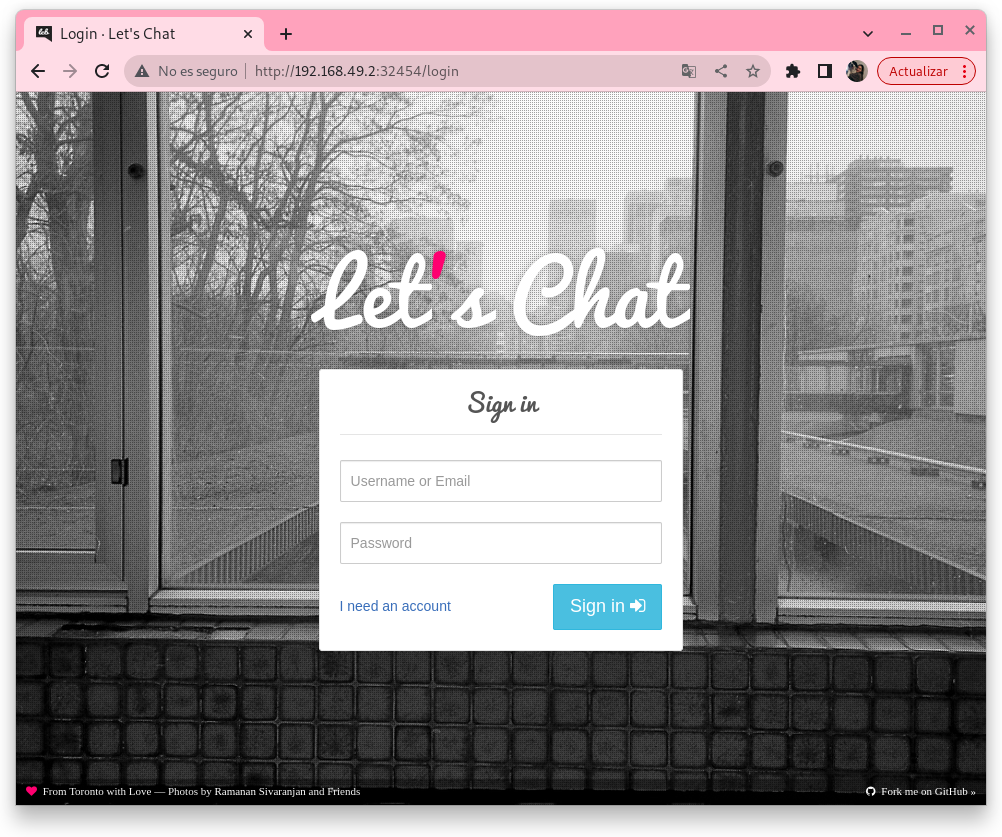 Login · Let's Chat
No es seguro
http://192.168.49.2:32454/login
Actualizar
Let's Chat
Sign in
Username or Email
Password
I need an account
Sign in
From Toronto with Love — Photos by Ramanan Sivaranjan and Friends
Fork me on GitHub »